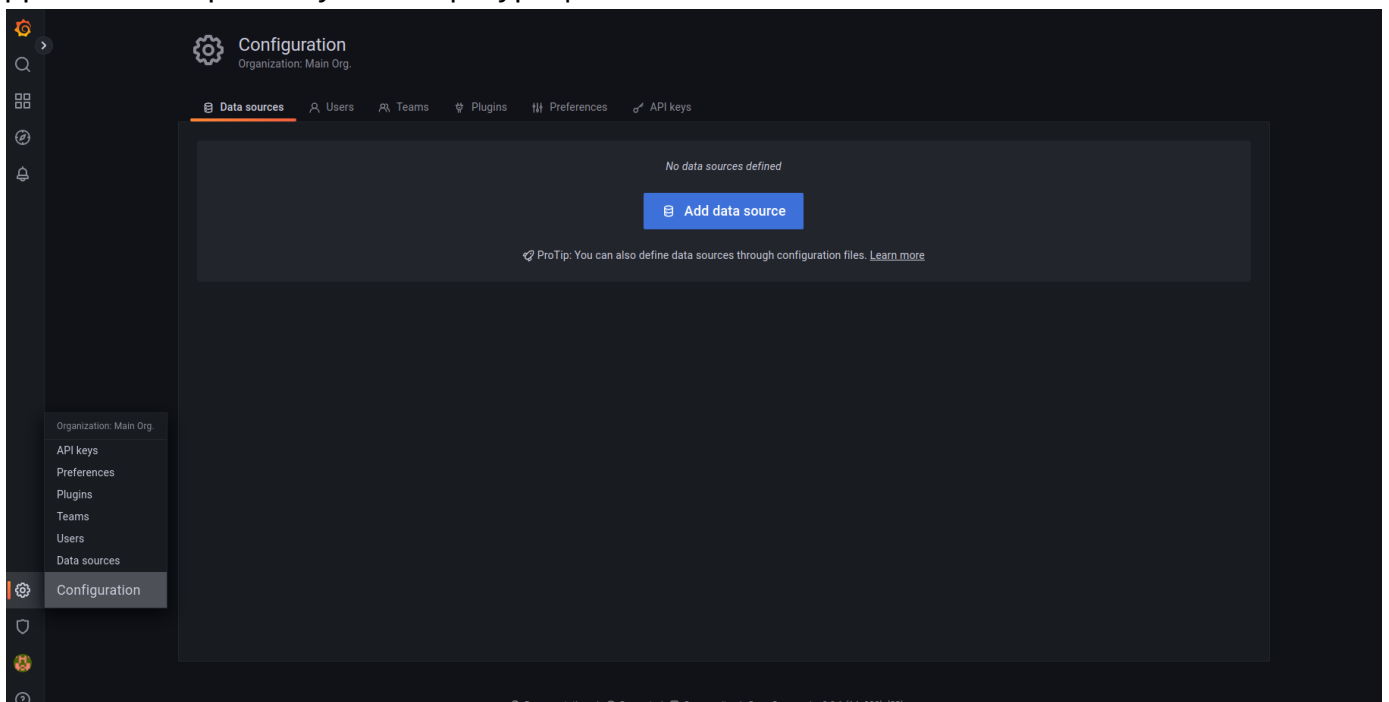 Configuration
Organization: Main Org.
Data sources Users Teams Plugins Preferences API keys
No data sources defined
Add data source
ProTip: You can also define data sources through configuration files. Learn more
Organization: Main Org.
API keys
Preferences
Plugins
Teams
Users
Data sources
Configuration